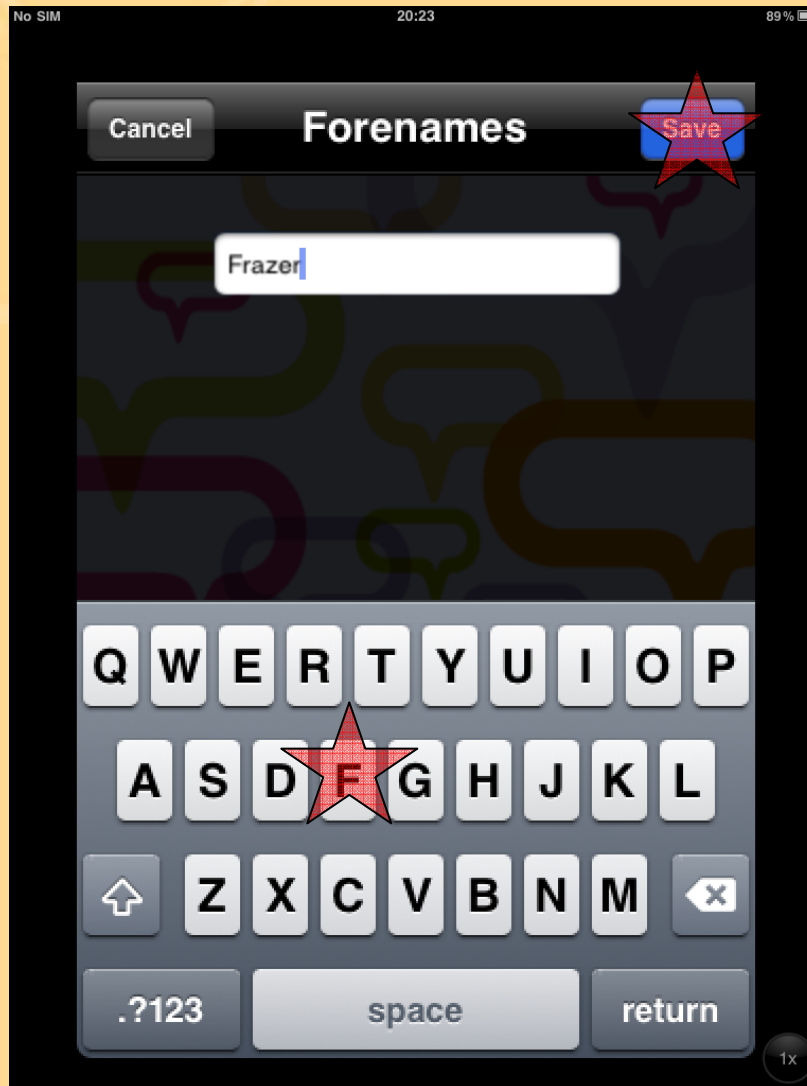 No SIM 20:23 89%
Cancel Forenames Save
Frazer
Q W E R T Y U I O P
A S D F G H J K L
Z X C V B N M
.?123 space return
1x